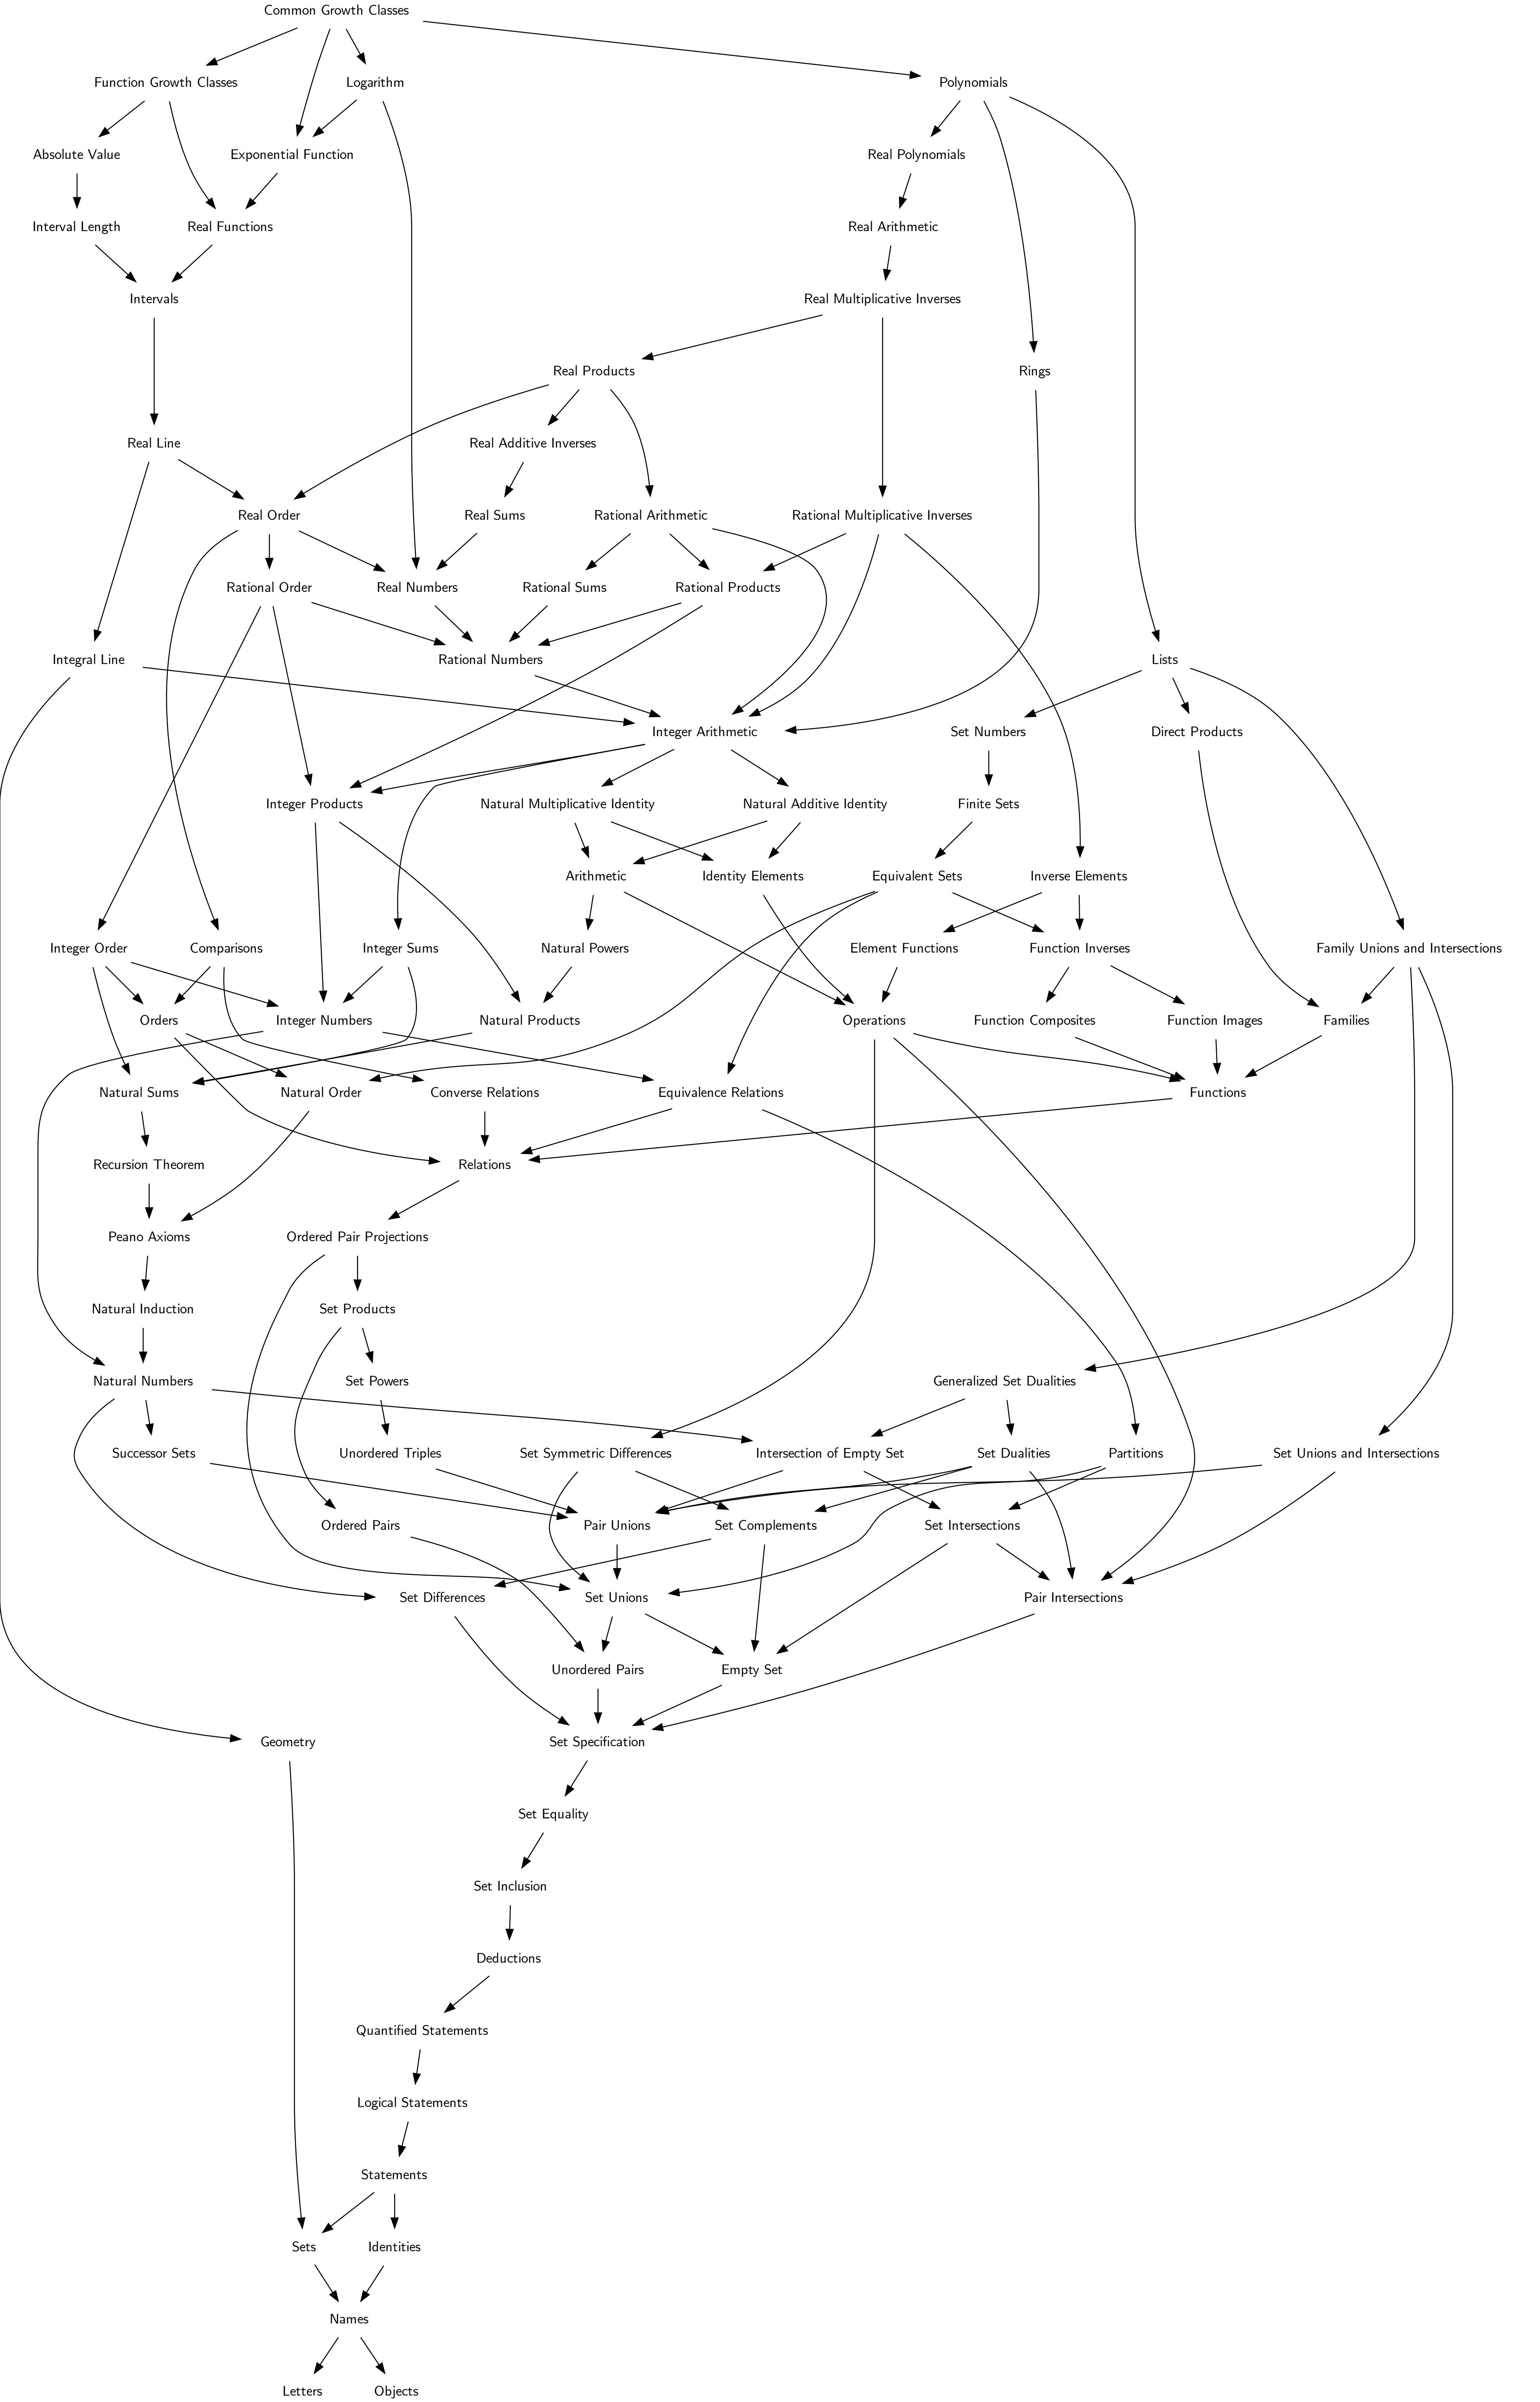 Common Growth Classes
Function Growth Classes
Logarithm
Polynomials
Absolute Value
Exponential Function
Real Polynomials
Interval Length
Real Functions
Real Arithmetic
Intervals
Real Multiplicative Inverses
Real Products
Rings
Real Line
Real Additive Inverses
Real Order
Real Sums
Rational Arithmetic
Rational Multiplicative Inverses
Rational Order
Real Numbers
Rational Sums
Rational Products
Integral Line
Rational Numbers
Lists
Integer Arithmetic
Set Numbers
Direct Products
Integer Products
Natural Multiplicative Identity
Natural Additive Identity
Finite Sets
Arithmetic
Identity Elements
Equivalent Sets
Inverse Elements
Integer Order
Comparisons
Integer Sums
Natural Powers
Element Functions
Function Inverses
Family Unions and Intersections
Orders
Integer Numbers
Natural Products
Operations
Function Composites
Function Images
Families
Natural Sums
Natural Order
Converse Relations
Equivalence Relations
Functions
Recursion Theorem
Relations
Peano Axioms
Ordered Pair Projections
Natural Induction
Set Products
Natural Numbers
Set Powers
Generalized Set Dualities
Successor Sets
Unordered Triples
Set Symmetric Differences
Intersection of Empty Set
Set Dualities
Partitions
Set Unions and Intersections
Ordered Pairs
Pair Unions
Set Complements
Set Intersections
Set Differences
Set Unions
Pair Intersections
Unordered Pairs
Empty Set
Geometry
Set Specification
Set Equality
Set Inclusion
Deductions
Quantified Statements
Logical Statements
Statements
Sets
Identities
Names
Letters
Objects